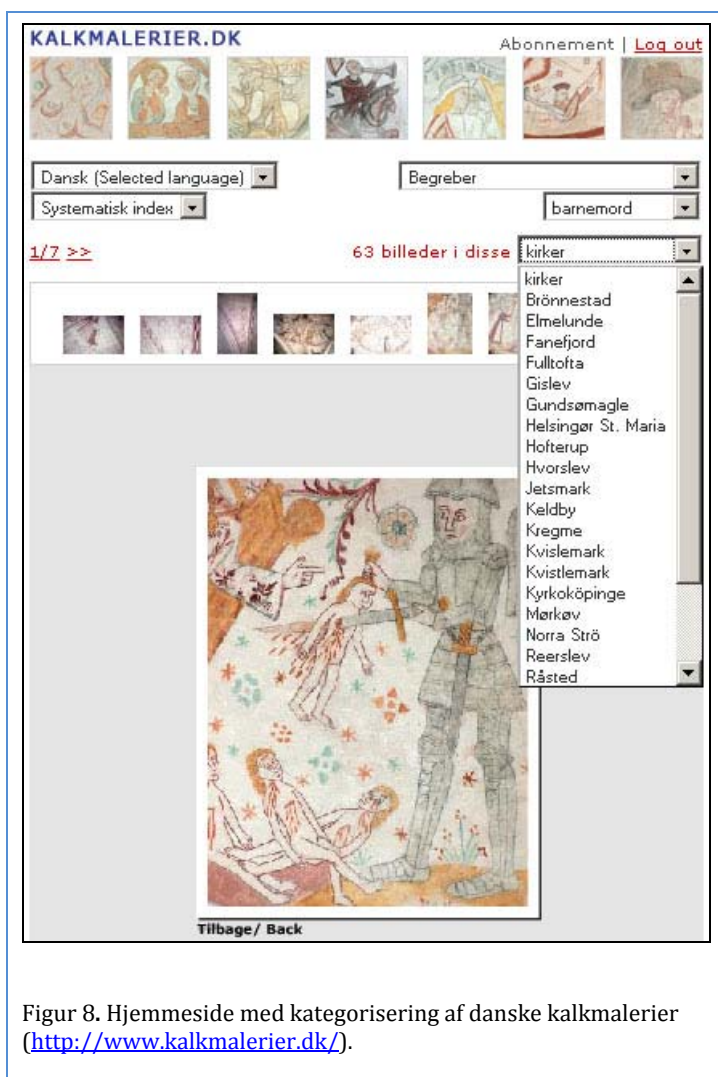 KALKMALERIER.DK
Abonnement | Log out
Dansk (Selected language)
Begreber
Systematisk index
barnemord
1/7 >>
63 billeder i disse kirker
kirker
Brönnestad
Elmelunde
Fanefjord
Fulltofta
Gislev
Gundsømagle
Helsingør St. Maria
Hofterup
Hvorslev
Jetsmark
Keldby
Kregme
Kvislemark
Kvistlemark
Kyrkoköpinge
Mørkøv
Norra Strö
Reerslev
Råsted
Tilbage/ Back
Figur 8. Hjemmeside med kategorisering af danske kalkmalerier
(http://www.kalkmalerier.dk/).